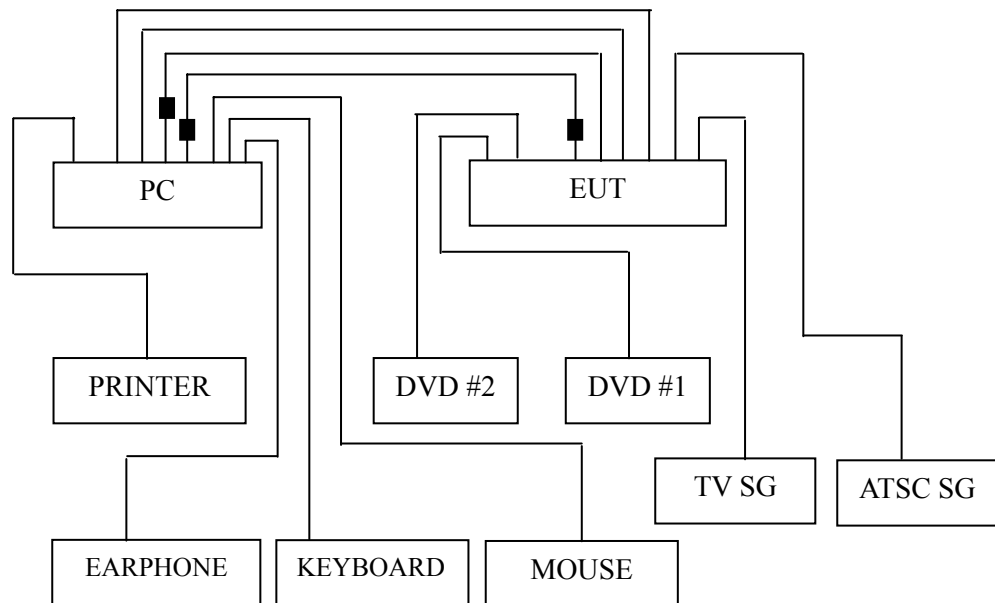 PC
EUT
PRINTER
DVD #2
DVD #1
TV SG
ATSC SG
EARPHONE
KEYBOARD
MOUSE